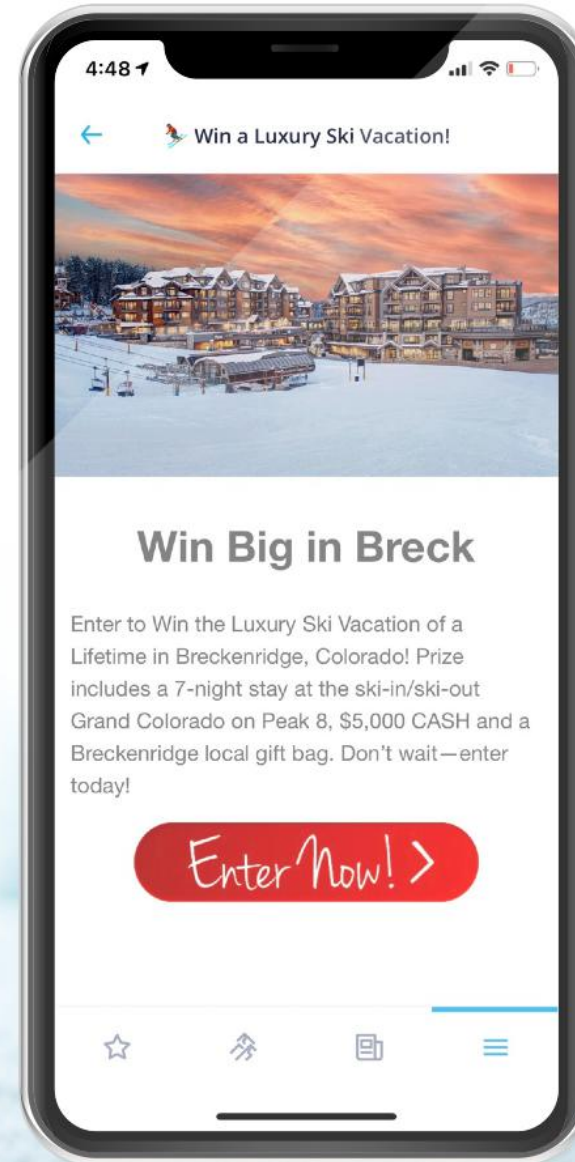 4:48
Win a Luxury Ski Vacation!
Win Big in Breck
Enter to Win the Luxury Ski Vacation of a
Lifetime in Breckenridge, Colorado! Prize
includes a 7-night stay at the ski-in/ski-out
Grand Colorado on Peak 8, $5,000 CASH and a
Breckenridge local gift bag. Don't wait—enter
today!
Enter Now! >